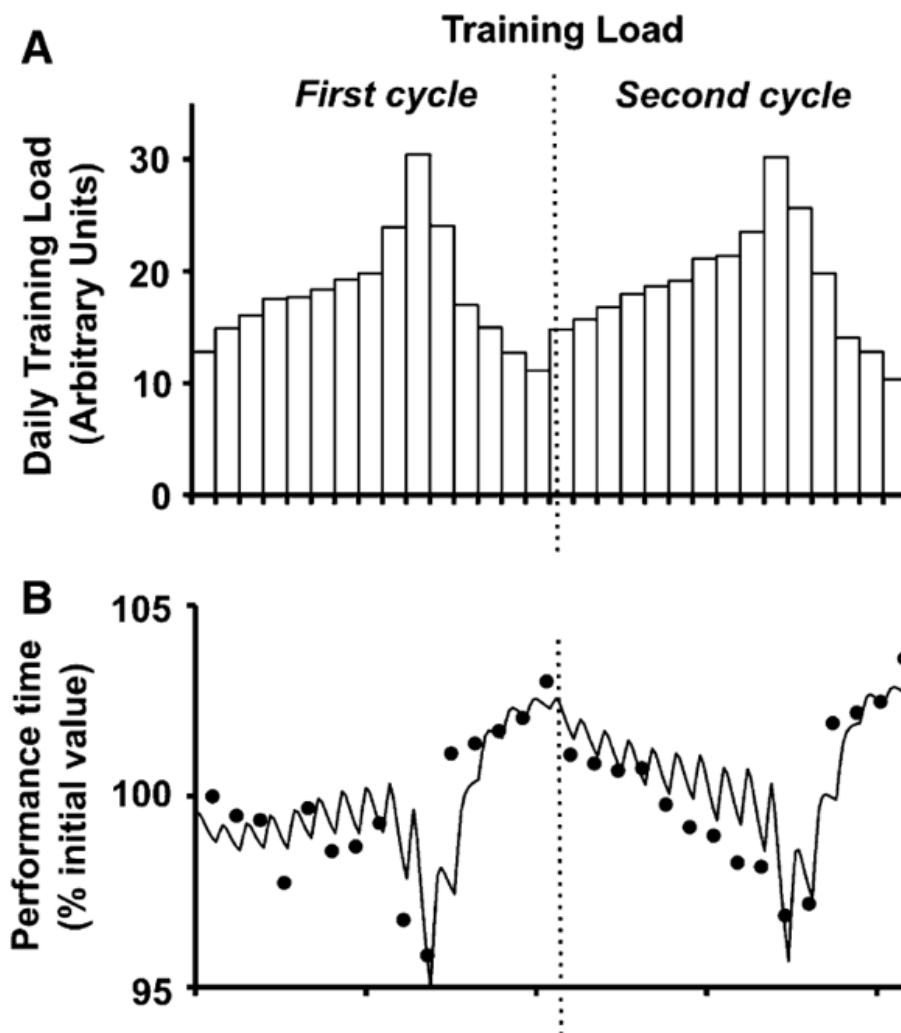 A
Training Load
First cycle
Second cycle
Daily Training Load
(Arbitrary Units)
30
20
10
0
B
Performance time
(% initial value)
105
100
95